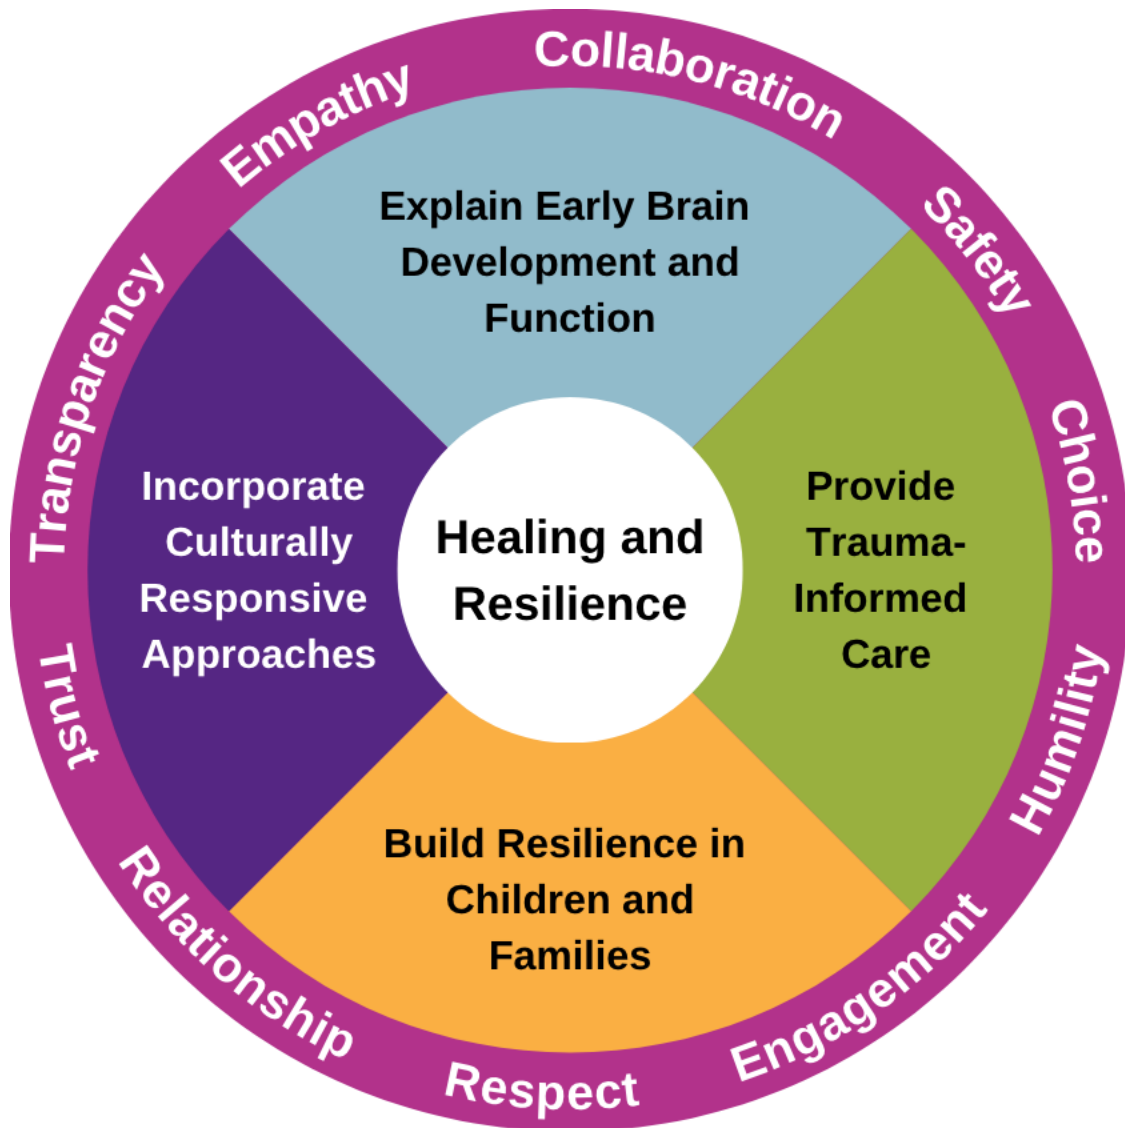 Collaboration
Safety
Choice
Humility
Engagement
Respect
Relationship
Trust
Transparency
Empathy
Explain Early Brain
Development and
Function
Provide
Trauma-
Informed
Care
Build Resilience in
Children and
Families
Incorporate
Culturally
Responsive
Approaches
Healing and
Resilience